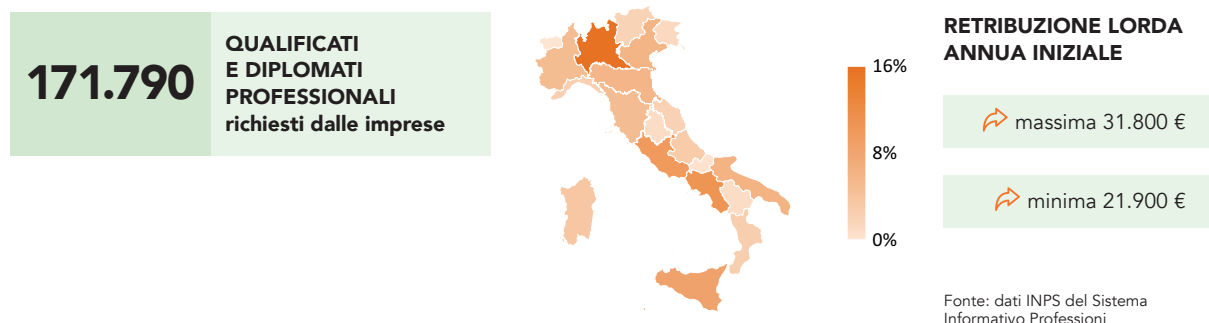 171.790
QUALIFICATI
E DIPLOMATI
PROFESSIONALI
richiesti dalle imprese
16%
8%
0%
RETRIBUZIONE LORDA
ANNUA INIZIALE
massima 31.800 €
minima 21.900 €
Fonte: dati INPS del Sistema
Informativo Professioni